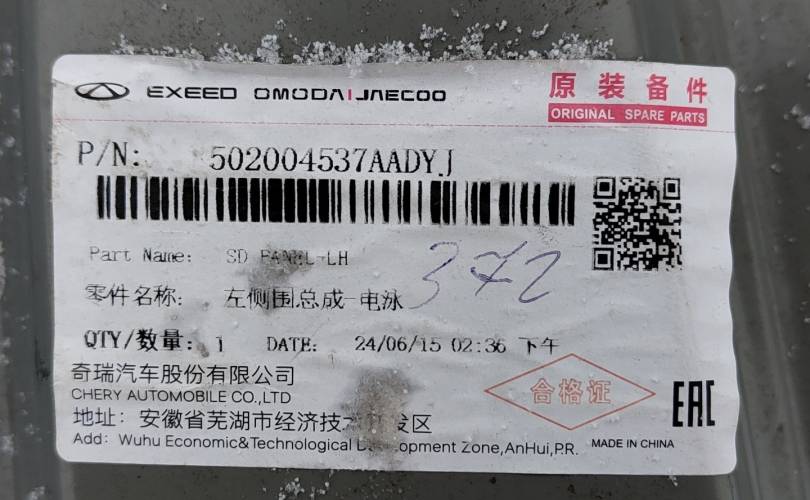 EXEED OMODA JAECOO
原装备件
ORIGINAL SPARE PARTS
P/N: 502004537AADYJ
Part Name: SD PANEL-LH
372
零件名称: 左侧围总成-电泳
QTY/数量: 1 DATE: 24/06/15 02:36 下午
奇瑞汽车股份有限公司
CHERY AUTOMOBILE CO.,LTD
合格证
EAC
地址: 安徽省芜湖市经济技术开发区
Add: Wuhu Economic&Technological Development Zone,AnHui,P.R.
MADE IN CHINA